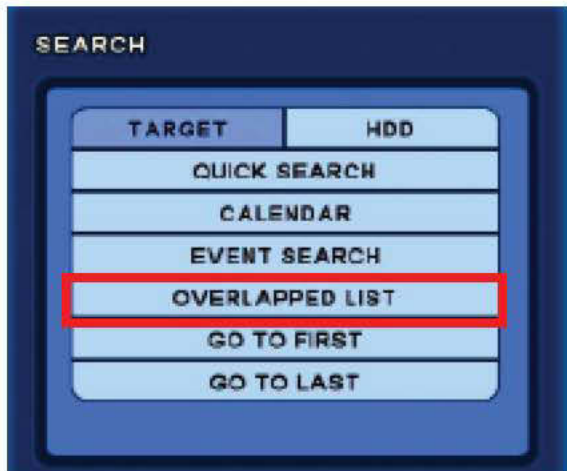 SEARCH
TARGET HDD
QUICK SEARCH
CALENDAR
EVENT SEARCH
OVERLAPPED LIST
GO TO FIRST
GO TO LAST